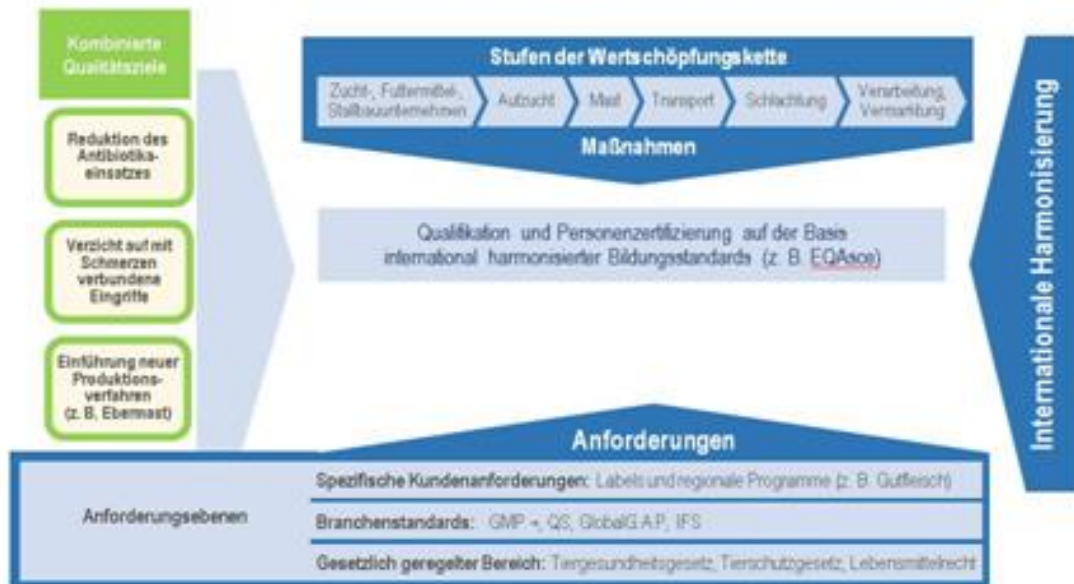 Kombinierte
Qualitätsziele
Reduktion des
Antibiotika-
einsatzes
Verzicht auf mit
Schmerzen
verbundene
Eingriffe
Einführung neuer
Produktions-
verfahren
(z. B, Ebermast)
Stufen der Wertschöpfungskette
Zucht-, Futtermittel-,
Stallbauunternehmen
Aufzucht
Mast
Transport
Schlachtung
Verarbeitung,
Vermarktung
Maßnahmen
Qualifikation und Personenzertifizierung auf der Basis
international harmonisierter Bildungsstandards (z. B. EQAsce)
Anforderungen
Anforderungsebenen
Spezifische Kundenanforderungen: Labels und regionale Programme (z. B. Gutfleisch)
Branchenstandards: GMP +, QS, GlobalG.A.P, IFS
Gesetzlich geregelter Bereich: Tiergesundheitsgesetz, Tierschutzgesetz, Lebensmittelrecht
Internationale Harmonisierung